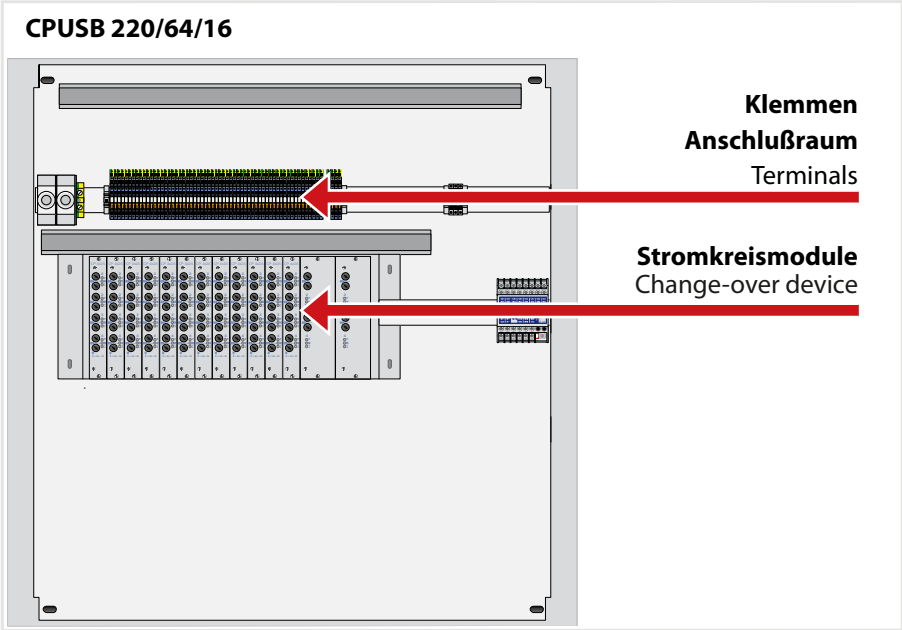 CPUSB 220/64/16
Klemmen
Anschlußraum
Terminals
Stromkreismodule
Change-over device